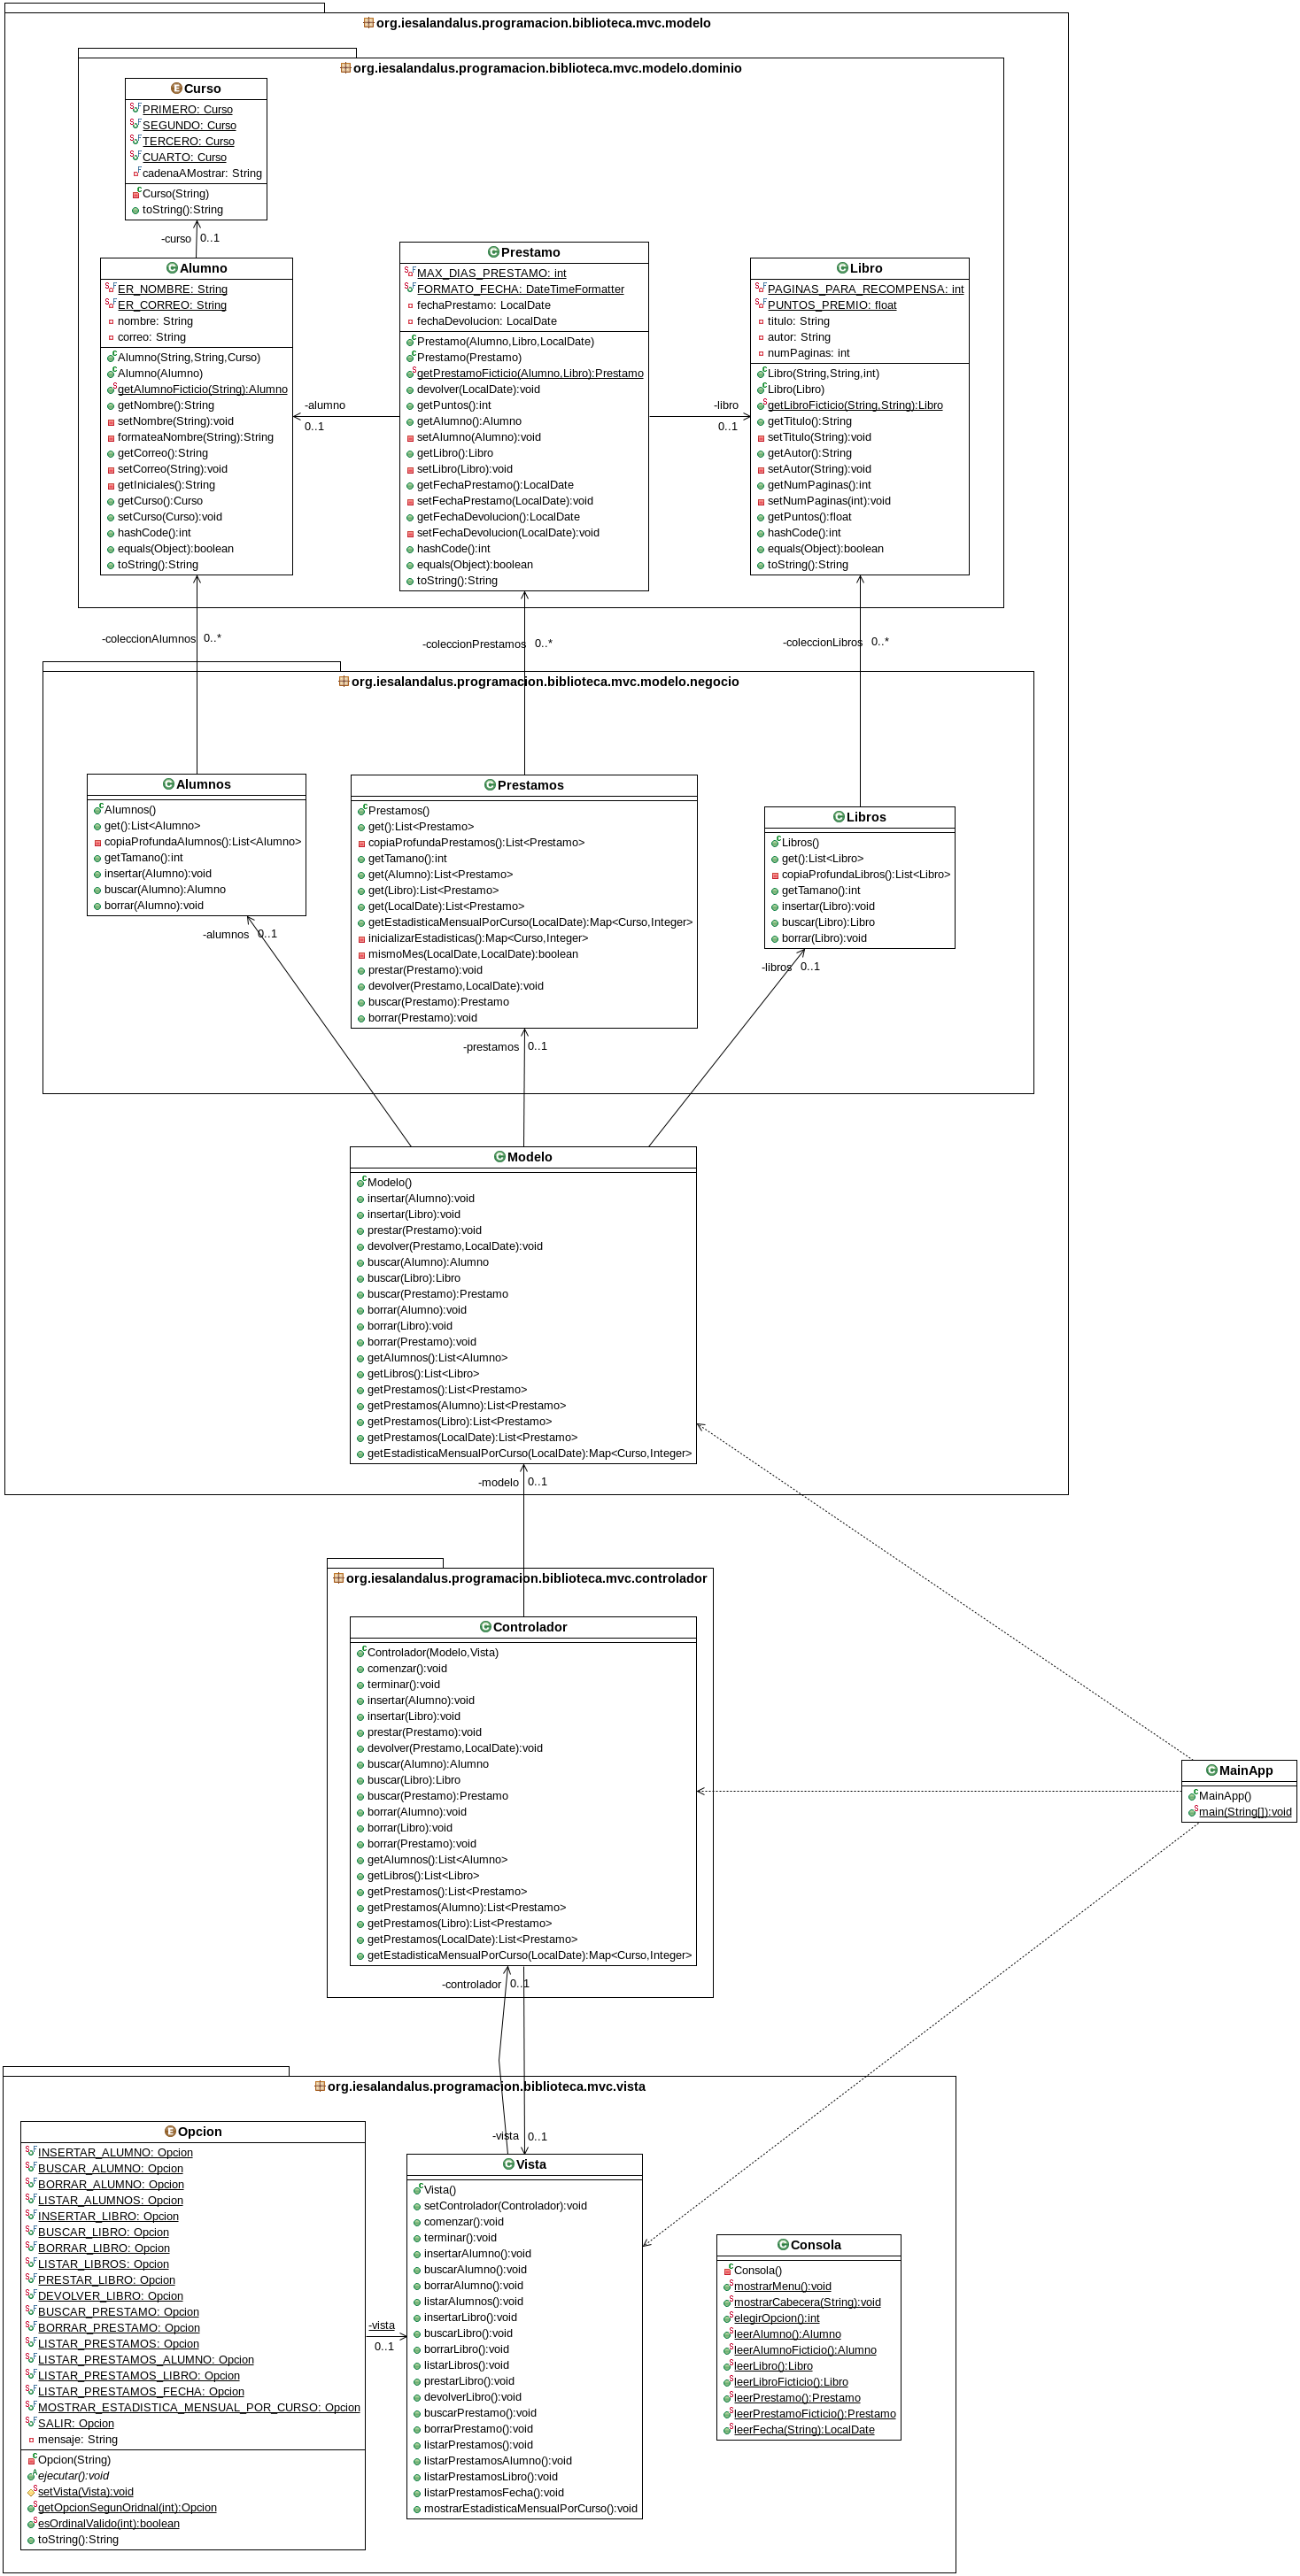 org.iesalandalus.programacion.biblioteca.mvc.modelo
org.iesalandalus.programacion.biblioteca.mvc.modelo.dominio
Curso
PRIMERO: Curso
SEGUNDO: Curso
TERCERO: Curso
CUARTO: Curso
cadenaAMostrar: String
Curso(String)
toString():String
-curso 0..1
Alumno
ER_NOMBRE: String
ER_CORREO: String
nombre: String
correo: String
Alumno(String,String,Curso)
Alumno(Alumno)
getAlumnoFicticio(String):Alumno
getNombre():String
setNombre(String):void
formateaNombre(String):String
getCorreo():String
setCorreo(String):void
getIniciales():String
getCurso():Curso
setCurso(Curso):void
hashCode():int
equals(Object):boolean
toString():String
-alumno
0..1
Prestamo
MAX_DIAS_PRESTAMO: int
FORMATO_FECHA: DateTimeFormatter
fechaPrestamo: LocalDate
fechaDevolucion: LocalDate
Prestamo(Alumno,Libro,LocalDate)
Prestamo(Prestamo)
getPrestamoFicticio(Alumno,Libro):Prestamo
devolver(LocalDate):void
getPuntos():int
getAlumno():Alumno
setAlumno(Alumno):void
getLibro():Libro
setLibro(Libro):void
getFechaPrestamo():LocalDate
setFechaPrestamo(LocalDate):void
getFechaDevolucion():LocalDate
setFechaDevolucion(LocalDate):void
hashCode():int
equals(Object):boolean
toString():String
-libro
0..1
Libro
PAGINAS_PARA_RECOMPENSA: int
PUNTOS_PREMIO: float
titulo: String
autor: String
numPaginas: int
Libro(String,String,int)
Libro(Libro)
getLibroFicticio(String,String):Libro
getTitulo():String
setTitulo(String):void
getAutor():String
setAutor(String):void
getNumPaginas():int
setNumPaginas(int):void
getPuntos():float
hashCode():int
equals(Object):boolean
toString():String
-coleccionAlumnos 0..*
-coleccionPrestamos 0..*
-coleccionLibros 0..*
org.iesalandalus.programacion.biblioteca.mvc.modelo.negocio
Alumnos
Alumnos()
get():List<Alumno>
copiaProfundaAlumnos():List<Alumno>
getTamano():int
insertar(Alumno):void
buscar(Alumno):Alumno
borrar(Alumno):void
-alumnos 0..1
Prestamos
Prestamos()
get():List<Prestamo>
copiaProfundaPrestamos():List<Prestamo>
getTamano():int
get(Alumno):List<Prestamo>
get(Libro):List<Prestamo>
get(LocalDate):List<Prestamo>
getEstadisticaMensualPorCurso(LocalDate):Map<Curso,Integer>
inicializarEstadisticas():Map<Curso,Integer>
mismoMes(LocalDate,LocalDate):boolean
prestar(Prestamo):void
devolver(Prestamo,LocalDate):void
buscar(Prestamo):Prestamo
borrar(Prestamo):void
-prestamos 0..1
Libros
Libros()
get():List<Libro>
copiaProfundaLibros():List<Libro>
getTamano():int
insertar(Libro):void
buscar(Libro):Libro
borrar(Libro):void
-libros 0..1
Modelo
Modelo()
insertar(Alumno):void
insertar(Libro):void
prestar(Prestamo):void
devolver(Prestamo,LocalDate):void
buscar(Alumno):Alumno
buscar(Libro):Libro
buscar(Prestamo):Prestamo
borrar(Alumno):void
borrar(Libro):void
borrar(Prestamo):void
getAlumnos():List<Alumno>
getLibros():List<Libro>
getPrestamos():List<Prestamo>
getPrestamos(Alumno):List<Prestamo>
getPrestamos(Libro):List<Prestamo>
getPrestamos(LocalDate):List<Prestamo>
getEstadisticaMensualPorCurso(LocalDate):Map<Curso,Integer>
-modelo 0..1
org.iesalandalus.programacion.biblioteca.mvc.controlador
Controlador
Controlador(Modelo,Vista)
comenzar():void
terminar():void
insertar(Alumno):void
insertar(Libro):void
prestar(Prestamo):void
devolver(Prestamo,LocalDate):void
buscar(Alumno):Alumno
buscar(Libro):Libro
buscar(Prestamo):Prestamo
borrar(Alumno):void
borrar(Libro):void
borrar(Prestamo):void
getAlumnos():List<Alumno>
getLibros():List<Libro>
getPrestamos():List<Prestamo>
getPrestamos(Alumno):List<Prestamo>
getPrestamos(Libro):List<Prestamo>
getPrestamos(LocalDate):List<Prestamo>
getEstadisticaMensualPorCurso(LocalDate):Map<Curso,Integer>
-controlador 0..1
MainApp
MainApp()
main(String[]):void
org.iesalandalus.programacion.biblioteca.mvc.vista
-vista 0..1
Opcion
INSERTAR_ALUMNO: Opcion
BUSCAR_ALUMNO: Opcion
BORRAR_ALUMNO: Opcion
LISTAR_ALUMNOS: Opcion
INSERTAR_LIBRO: Opcion
BUSCAR_LIBRO: Opcion
BORRAR_LIBRO: Opcion
LISTAR_LIBROS: Opcion
PRESTAR_LIBRO: Opcion
DEVOLVER_LIBRO: Opcion
BUSCAR_PRESTAMO: Opcion
BORRAR_PRESTAMO: Opcion
LISTAR_PRESTAMOS: Opcion
LISTAR_PRESTAMOS_ALUMNO: Opcion
LISTAR_PRESTAMOS_LIBRO: Opcion
LISTAR_PRESTAMOS_FECHA: Opcion
MOSTRAR_ESTADISTICA_MENSUAL_POR_CURSO: Opcion
SALIR: Opcion
mensaje: String
Opcion(String)
ejecutar():void
setVista(Vista):void
getOpcionSegunOridnal(int):Opcion
esOrdinalValido(int):boolean
toString():String
-vista
0..1
Vista
Vista()
setControlador(Controlador):void
comenzar():void
terminar():void
insertarAlumno():void
buscarAlumno():void
borrarAlumno():void
listarAlumnos():void
insertarLibro():void
buscarLibro():void
borrarLibro():void
listarLibros():void
prestarLibro():void
devolverLibro():void
buscarPrestamo():void
borrarPrestamo():void
listarPrestamos():void
listarPrestamosAlumno():void
listarPrestamosLibro():void
listarPrestamosFecha():void
mostrarEstadisticaMensualPorCurso():void
Consola
Consola()
mostrarMenu():void
mostrarCabecera(String):void
elegirOpcion():int
leerAlumno():Alumno
leerAlumnoFicticio():Alumno
leerLibro():Libro
leerLibroFicticio():Libro
leerPrestamo():Prestamo
leerPrestamoFicticio():Prestamo
leerFecha(String):LocalDate